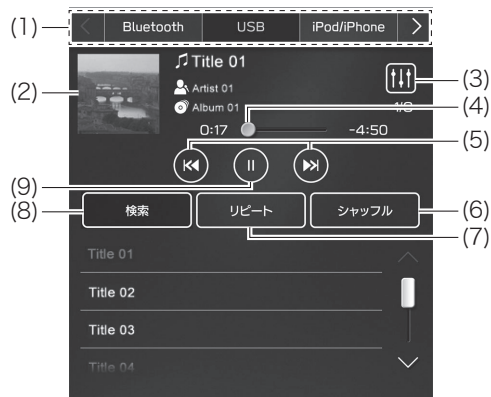 (1) Bluetooth USB iPod/iPhone
(2) Title 01 (3)
Artist 01 (4)
Album 01
0:17 -4:50 (5)
(9)
(8) 検索 リピート シャッフル (6)
(7)
Title 01
Title 02
Title 03
Title 04